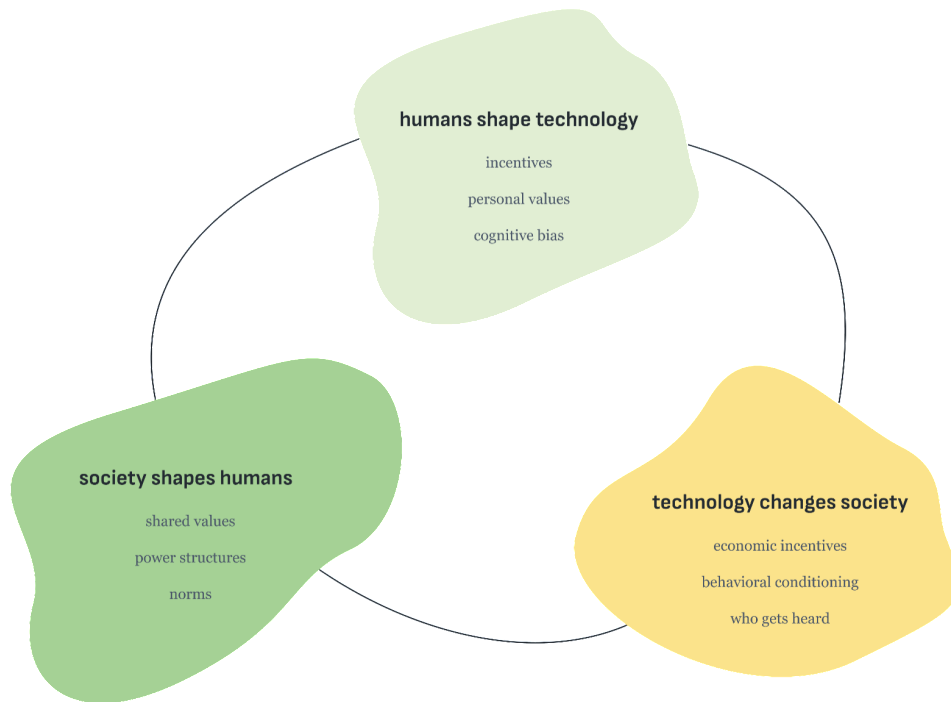 humans shape technology
incentives
personal values
cognitive bias
society shapes humans
shared values
power structures
norms
technology changes society
economic incentives
behavioral conditioning
who gets heard